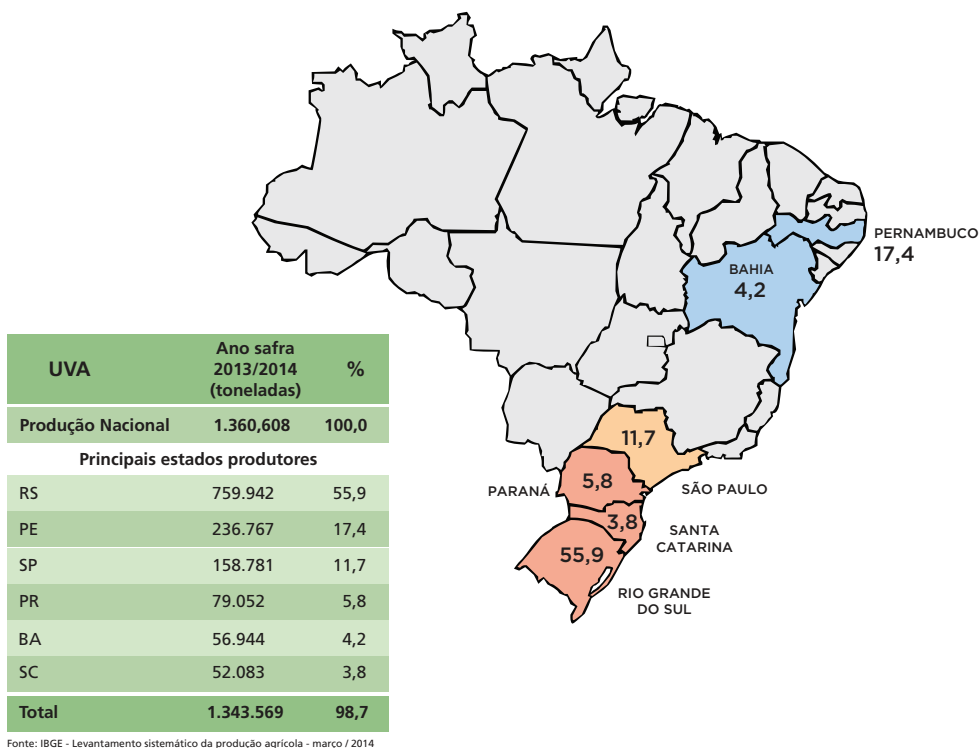 PERNAMBUCO
17,4
BAHIA
4,2
11,7
SÃO PAULO
PARANÁ
5,8
3,8
SANTA
CATARINA
55,9
RIO GRANDE
DO SUL
UVA
Ano safra
2013/2014
(toneladas)
%
Produção Nacional 1.360,608 100,0
Principais estados produtores
RS 759.942 55,9
PE 236.767 17,4
SP 158.781 11,7
PR 79.052 5,8
BA 56.944 4,2
SC 52.083 3,8
Total 1.343.569 98,7
Fonte: IBGE - Levantamento sistemático da produção agrícola - março / 2014